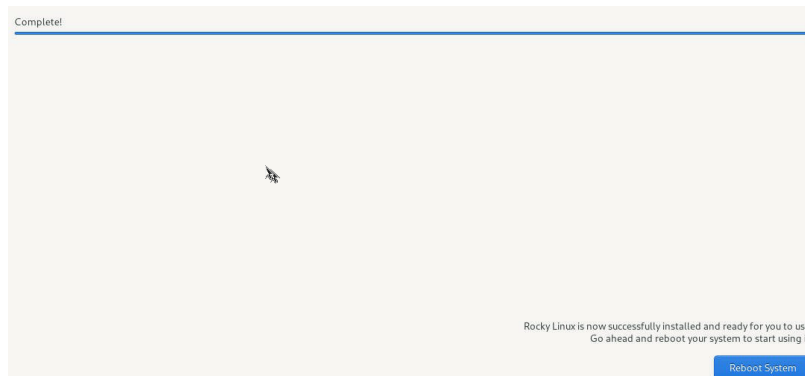 Complete!
Rocky Linux is now successfully installed and ready for you to us
Go ahead and reboot your system to start using i
Reboot System